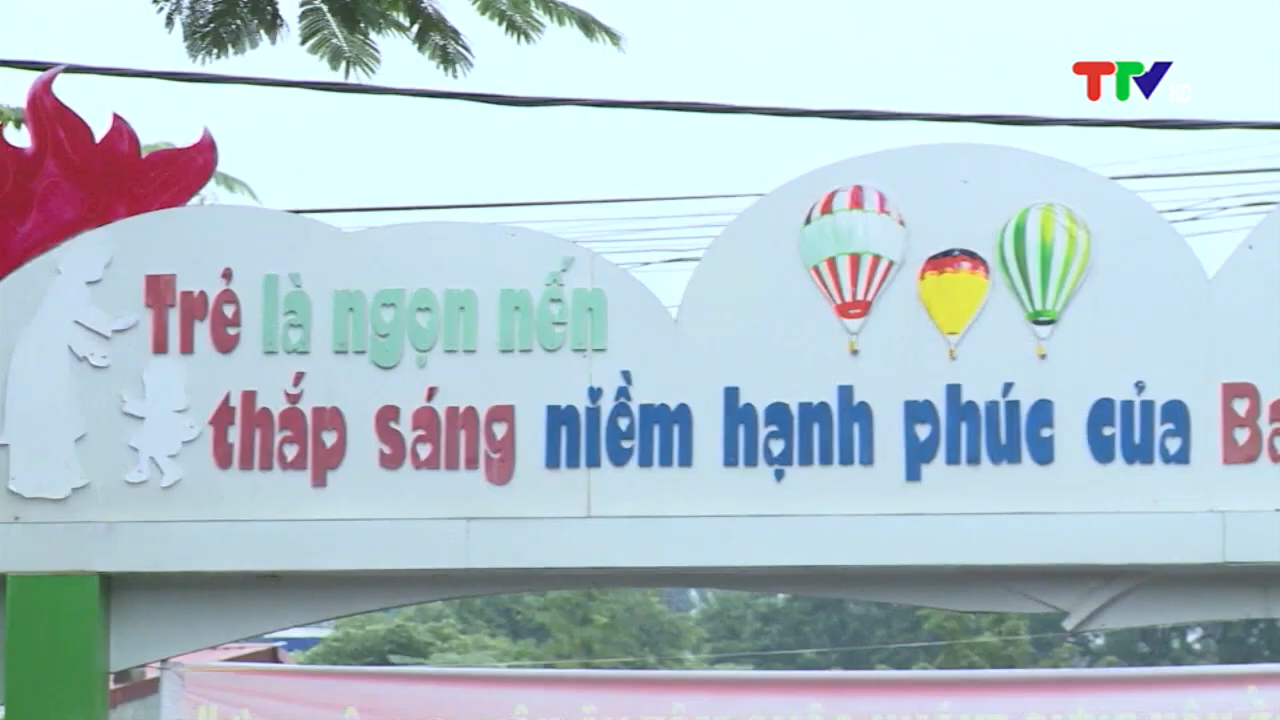 TTV HD
Trẻ là ngọn nến
thắp sáng niềm hạnh phúc của Ba